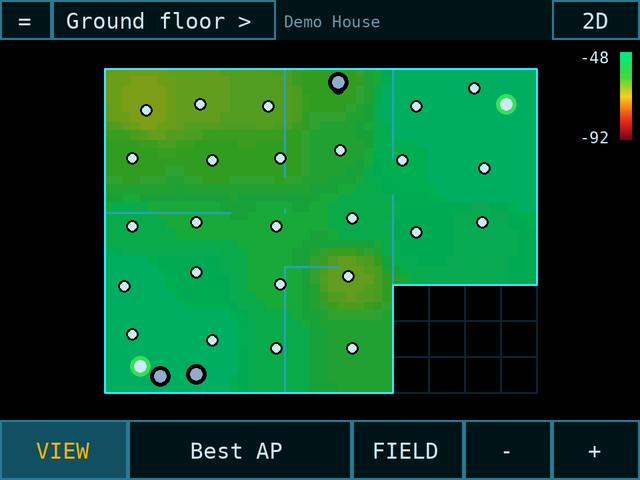 = Ground floor > Demo House 2D
-48
-92
VIEW Best AP FIELD - +